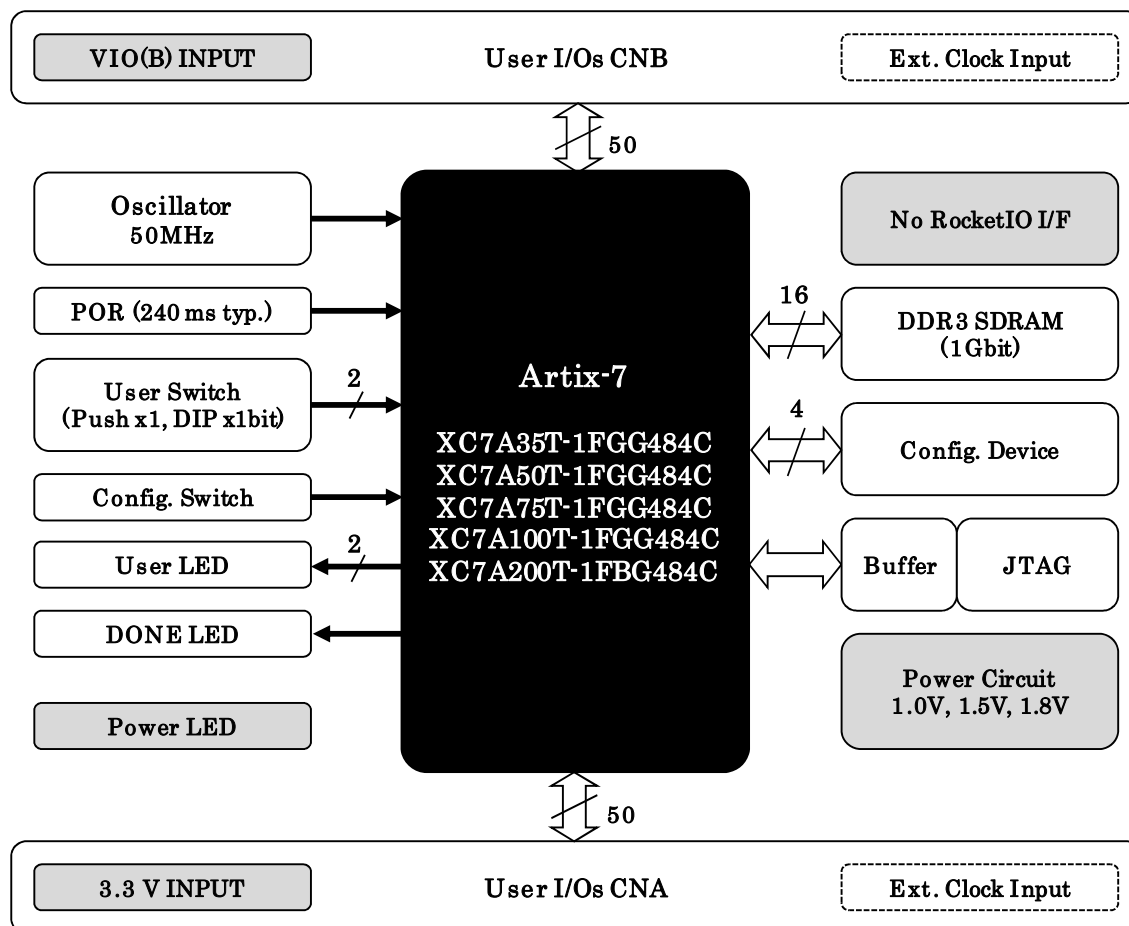 VIO(B) INPUT
User I/Os CNB
Ext. Clock Input
50
Oscillator
50MHz
POR (240 ms typ.)
User Switch
(Push x1, DIP x1bit)
2
Config. Switch
User LED
2
DONE LED
Power LED
Artix-7
XC7A35T-1FGG484C
XC7A50T-1FGG484C
XC7A75T-1FGG484C
XC7A100T-1FGG484C
XC7A200T-1FBG484C
No RocketIO I/F
16
DDR3 SDRAM
(1Gbit)
4
Config. Device
Buffer
JTAG
Power Circuit
1.0V, 1.5V, 1.8V
50
3.3 V INPUT
User I/Os CNA
Ext. Clock Input